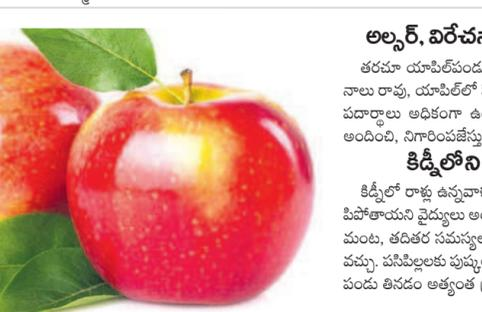 అల్సర్, విరేచన
తరచూ యాపిల్‌పండు
నాలు రావు, యాపిల్‌లో
పదార్థాలు అధికంగా ఉ
అందించి, నిగారింపజేస్తు
కిడ్నీలోని
కిడ్నీలో రాళ్లు ఉన్నవా
పిపోతాయని వైద్యులు అ
మంట, తదితర సమస్యల
వచ్చు. పసిపిల్లలకు పుష్క
పండు తినడం అత్యంత